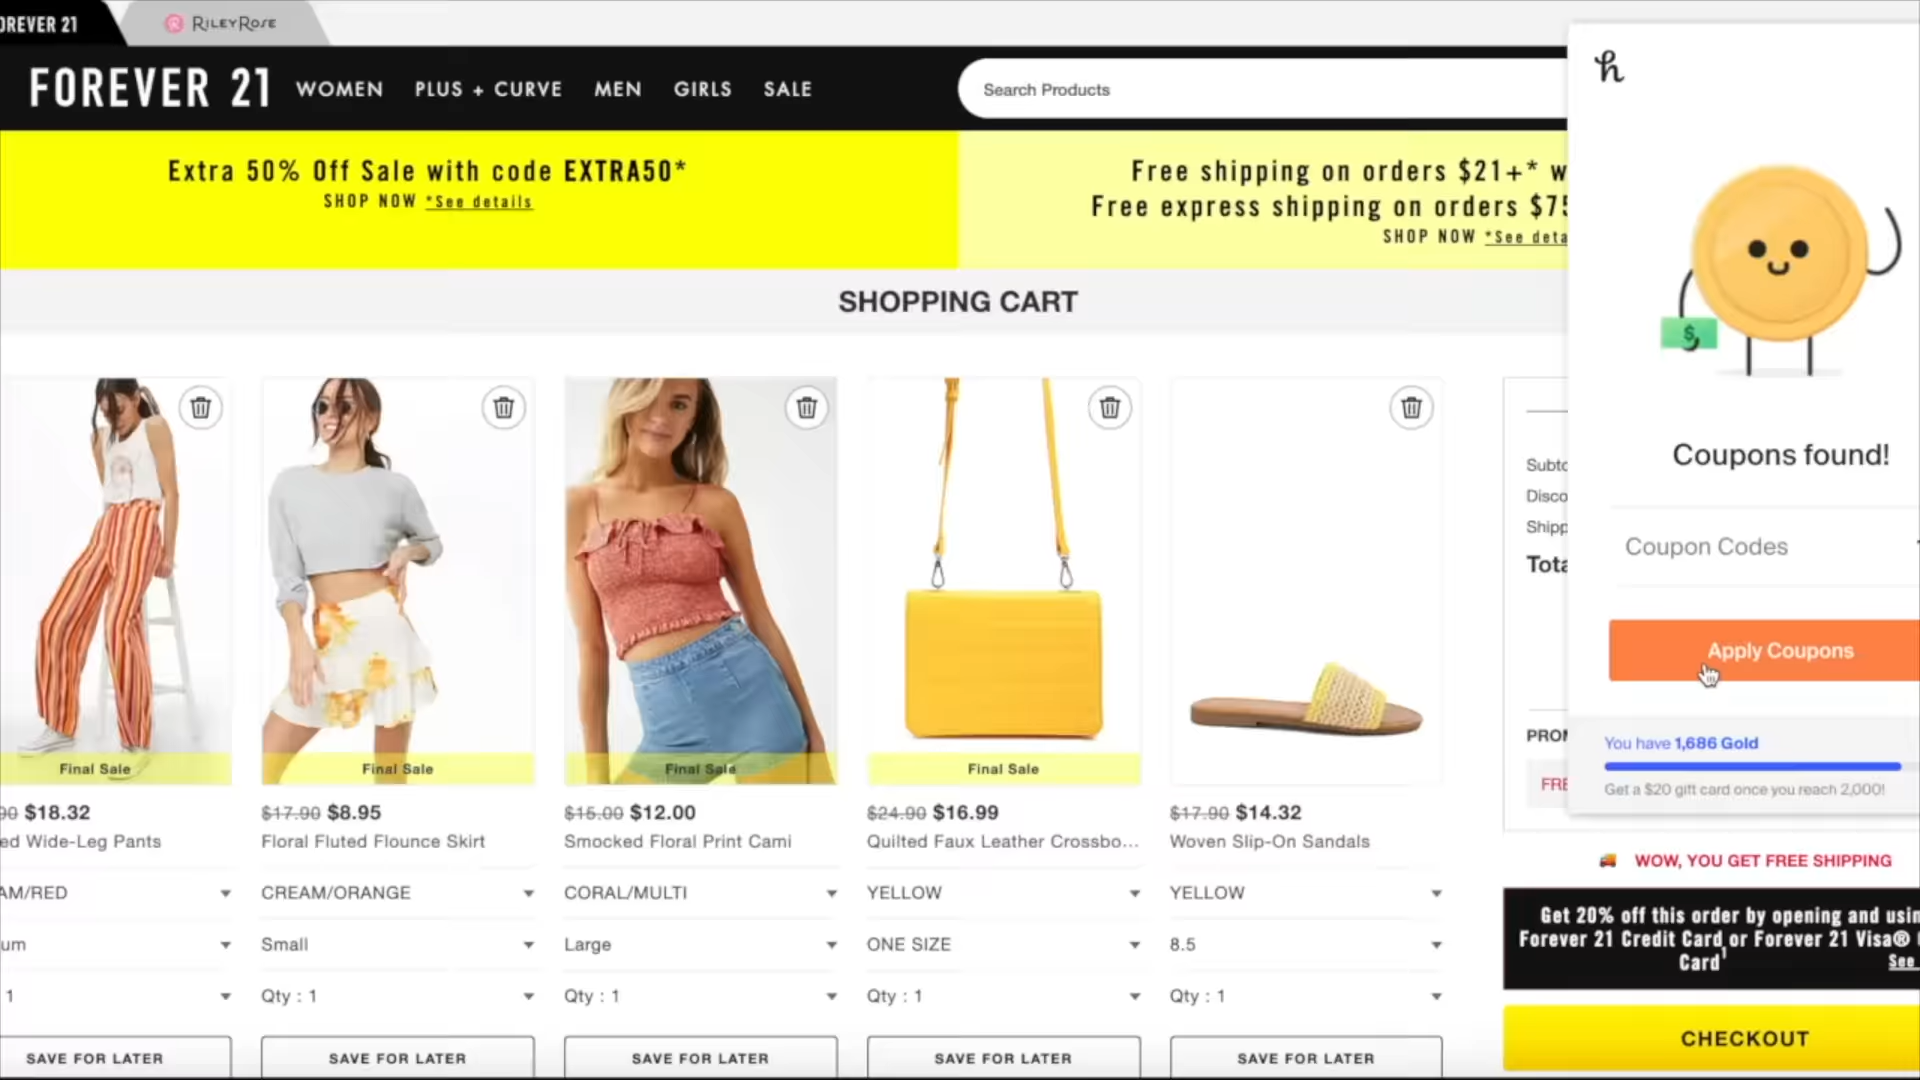 OREVER 21
RILEY ROSE
FOREVER 21
WOMEN
PLUS + CURVE
MEN
GIRLS
SALE
Search Products
h
Extra 50% Off Sale with code EXTRA50*
SHOP NOW *See details
Free shipping on orders $21+* w
Free express shipping on orders $75
SHOP NOW *See deta
SHOPPING CART
Coupons found!
Coupon Codes
Apply Coupons
You have 1,686 Gold
Get a $20 gift card once you reach 2,000!
Subto
Disco
Shipp
Tota
PROM
FRE
Final Sale
Final Sale
Final Sale
Final Sale
90 $18.32
$17.90 $8.95
$15.00 $12.00
$24.90 $16.99
$17.90 $14.32
ed Wide-Leg Pants
Floral Fluted Flounce Skirt
Smocked Floral Print Cami
Quilted Faux Leather Crossbo...
Woven Slip-On Sandals
AM/RED
CREAM/ORANGE
CORAL/MULTI
YELLOW
YELLOW
um
Small
Large
ONE SIZE
8.5
1
Qty : 1
Qty : 1
Qty : 1
Qty : 1
SAVE FOR LATER
SAVE FOR LATER
SAVE FOR LATER
SAVE FOR LATER
SAVE FOR LATER
WOW, YOU GET FREE SHIPPING
Get 20% off this order by opening and usin
Forever 21 Credit Card or Forever 21 Visa®
Card¹
See
CHECKOUT